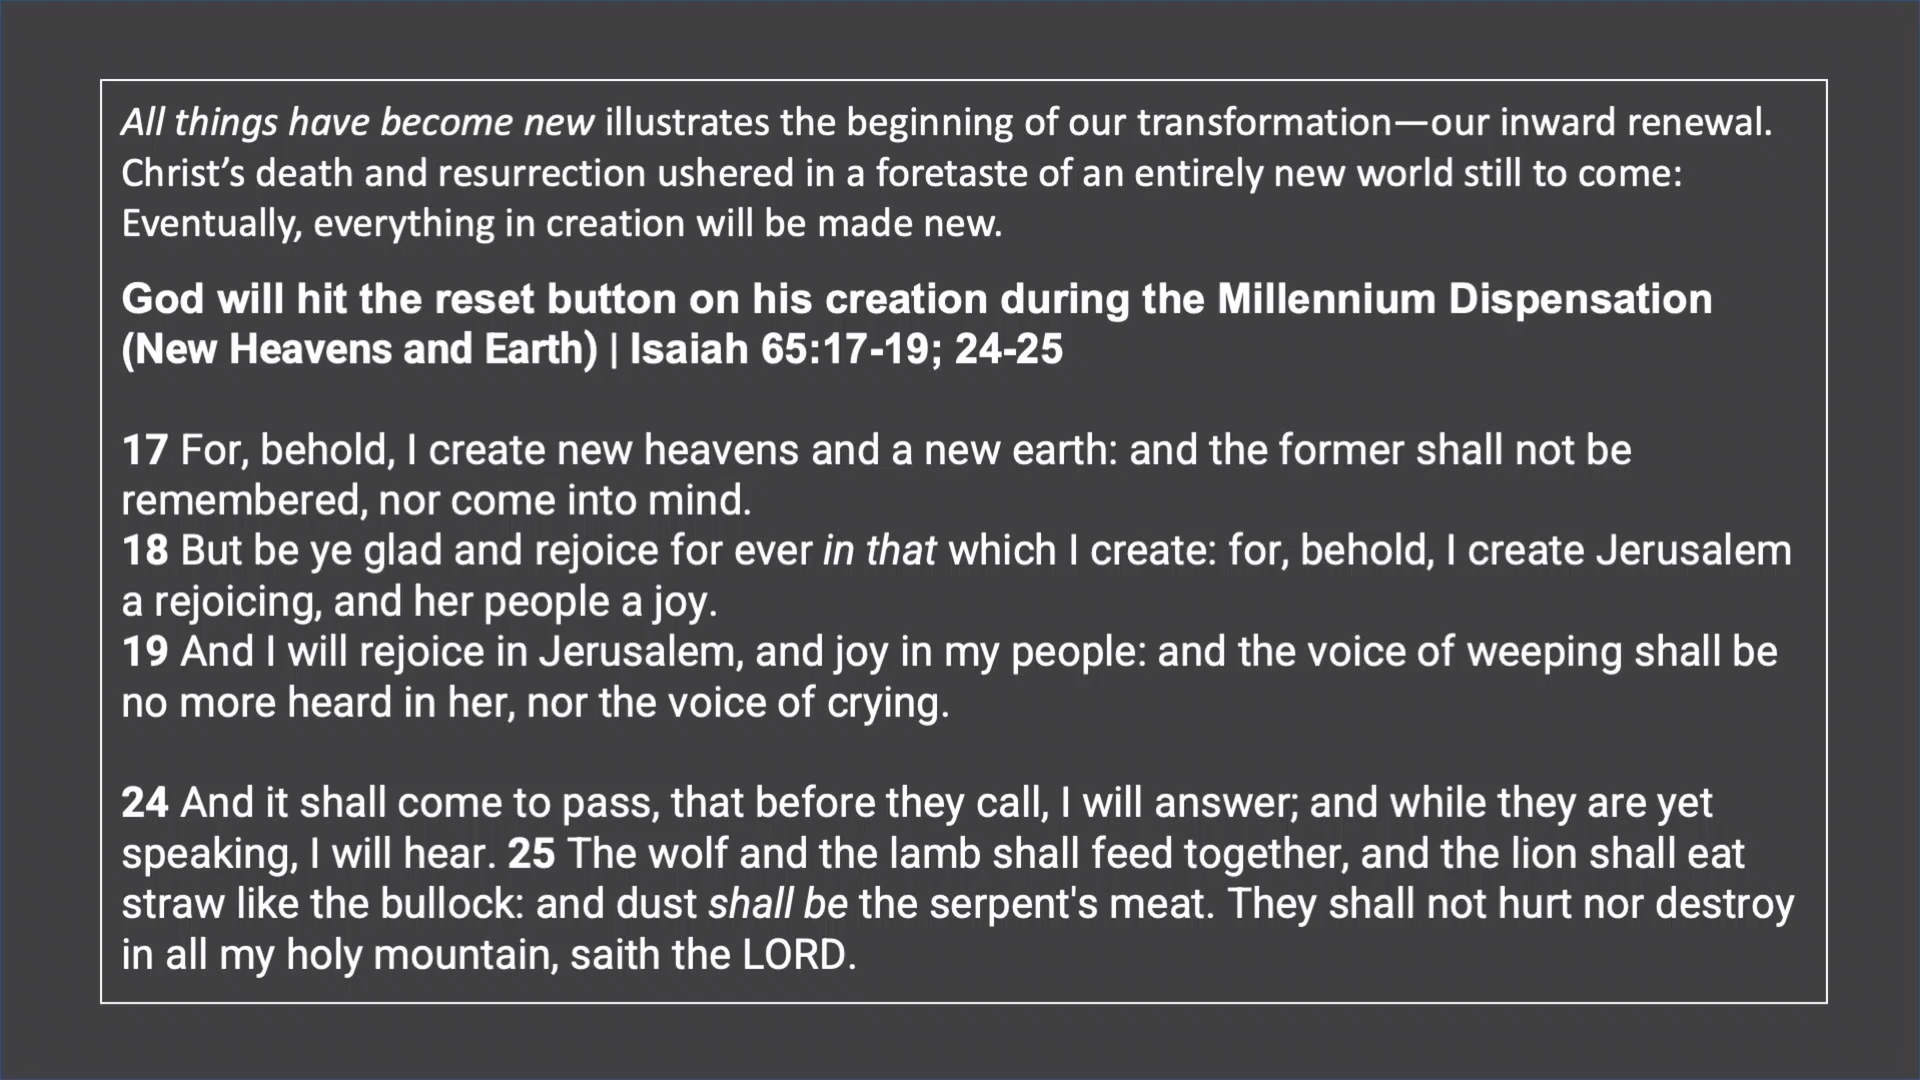 All things have become new illustrates the beginning of our transformation—our inward renewal.
Christ’s death and resurrection ushered in a foretaste of an entirely new world still to come:
Eventually, everything in creation will be made new.
God will hit the reset button on his creation during the Millennium Dispensation
(New Heavens and Earth) | Isaiah 65:17-19; 24-25
17 For, behold, I create new heavens and a new earth: and the former shall not be
remembered, nor come into mind.
18 But be ye glad and rejoice for ever in that which I create: for, behold, I create Jerusalem
a rejoicing, and her people a joy.
19 And I will rejoice in Jerusalem, and joy in my people: and the voice of weeping shall be
no more heard in her, nor the voice of crying.
24 And it shall come to pass, that before they call, I will answer; and while they are yet
speaking, I will hear. 25 The wolf and the lamb shall feed together, and the lion shall eat
straw like the bullock: and dust shall be the serpent's meat. They shall not hurt nor destroy
in all my holy mountain, saith the LORD.